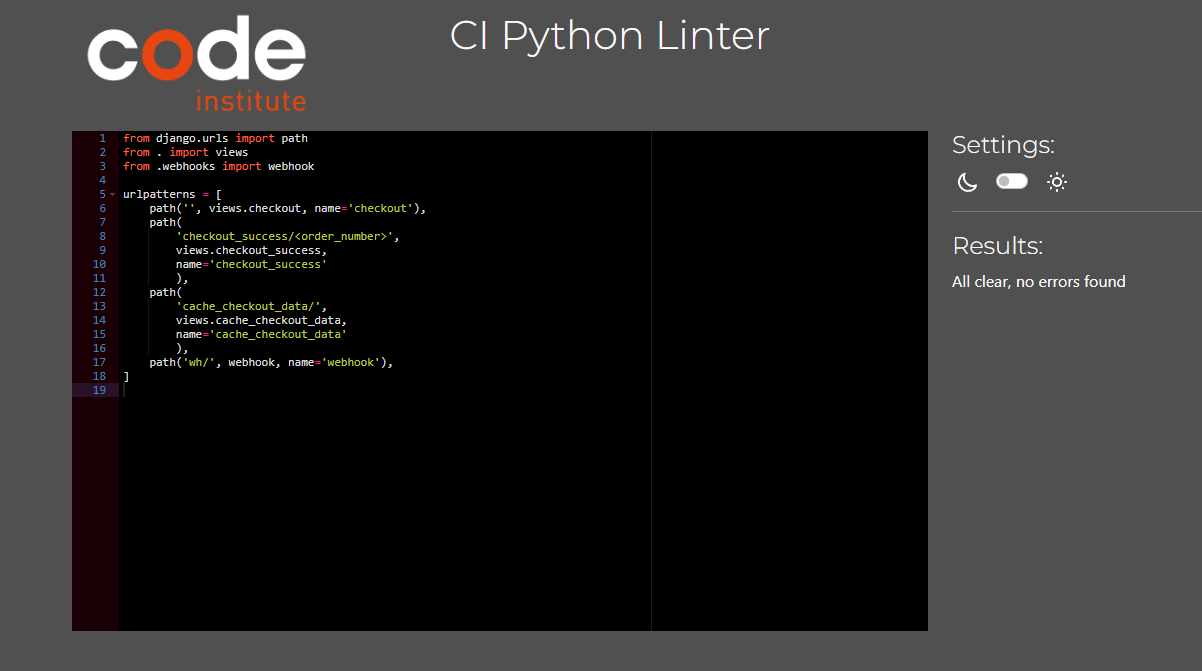 code
institute
CI Python Linter
1 from django.urls import path
2 from . import views
3 from .webhooks import webhook
4
5 urlpatterns = [
6     path('', views.checkout, name='checkout'),
7     path(
8         'checkout_success/<order_number>',
9         views.checkout_success,
10         name='checkout_success'
11         ),
12     path(
13         'cache_checkout_data/',
14         views.cache_checkout_data,
15         name='cache_checkout_data'
16         ),
17     path('wh/', webhook, name='webhook'),
18 ]
19
Settings:
Results:
All clear, no errors found